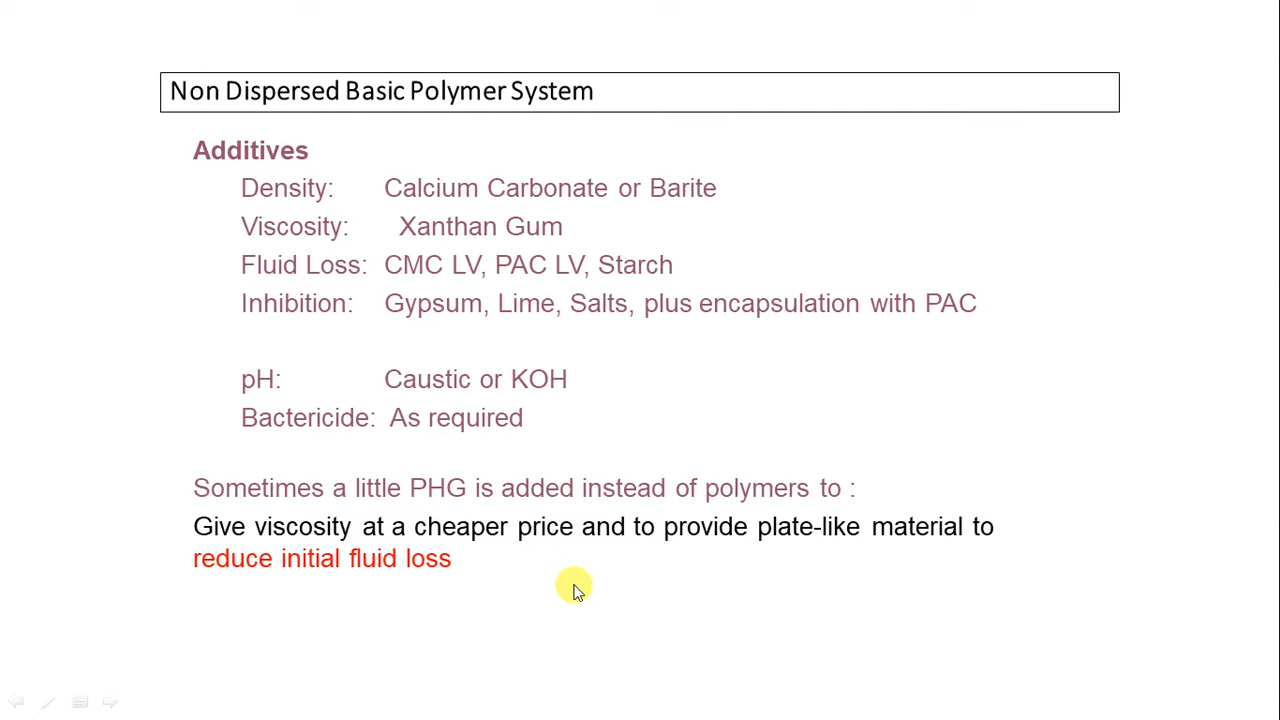 Non Dispersed Basic Polymer System
Additives
Density: Calcium Carbonate or Barite
Viscosity: Xanthan Gum
Fluid Loss: CMC LV, PAC LV, Starch
Inhibition: Gypsum, Lime, Salts, plus encapsulation with PAC
pH: Caustic or KOH
Bactericide: As required
Sometimes a little PHG is added instead of polymers to :
Give viscosity at a cheaper price and to provide plate-like material to
reduce initial fluid loss